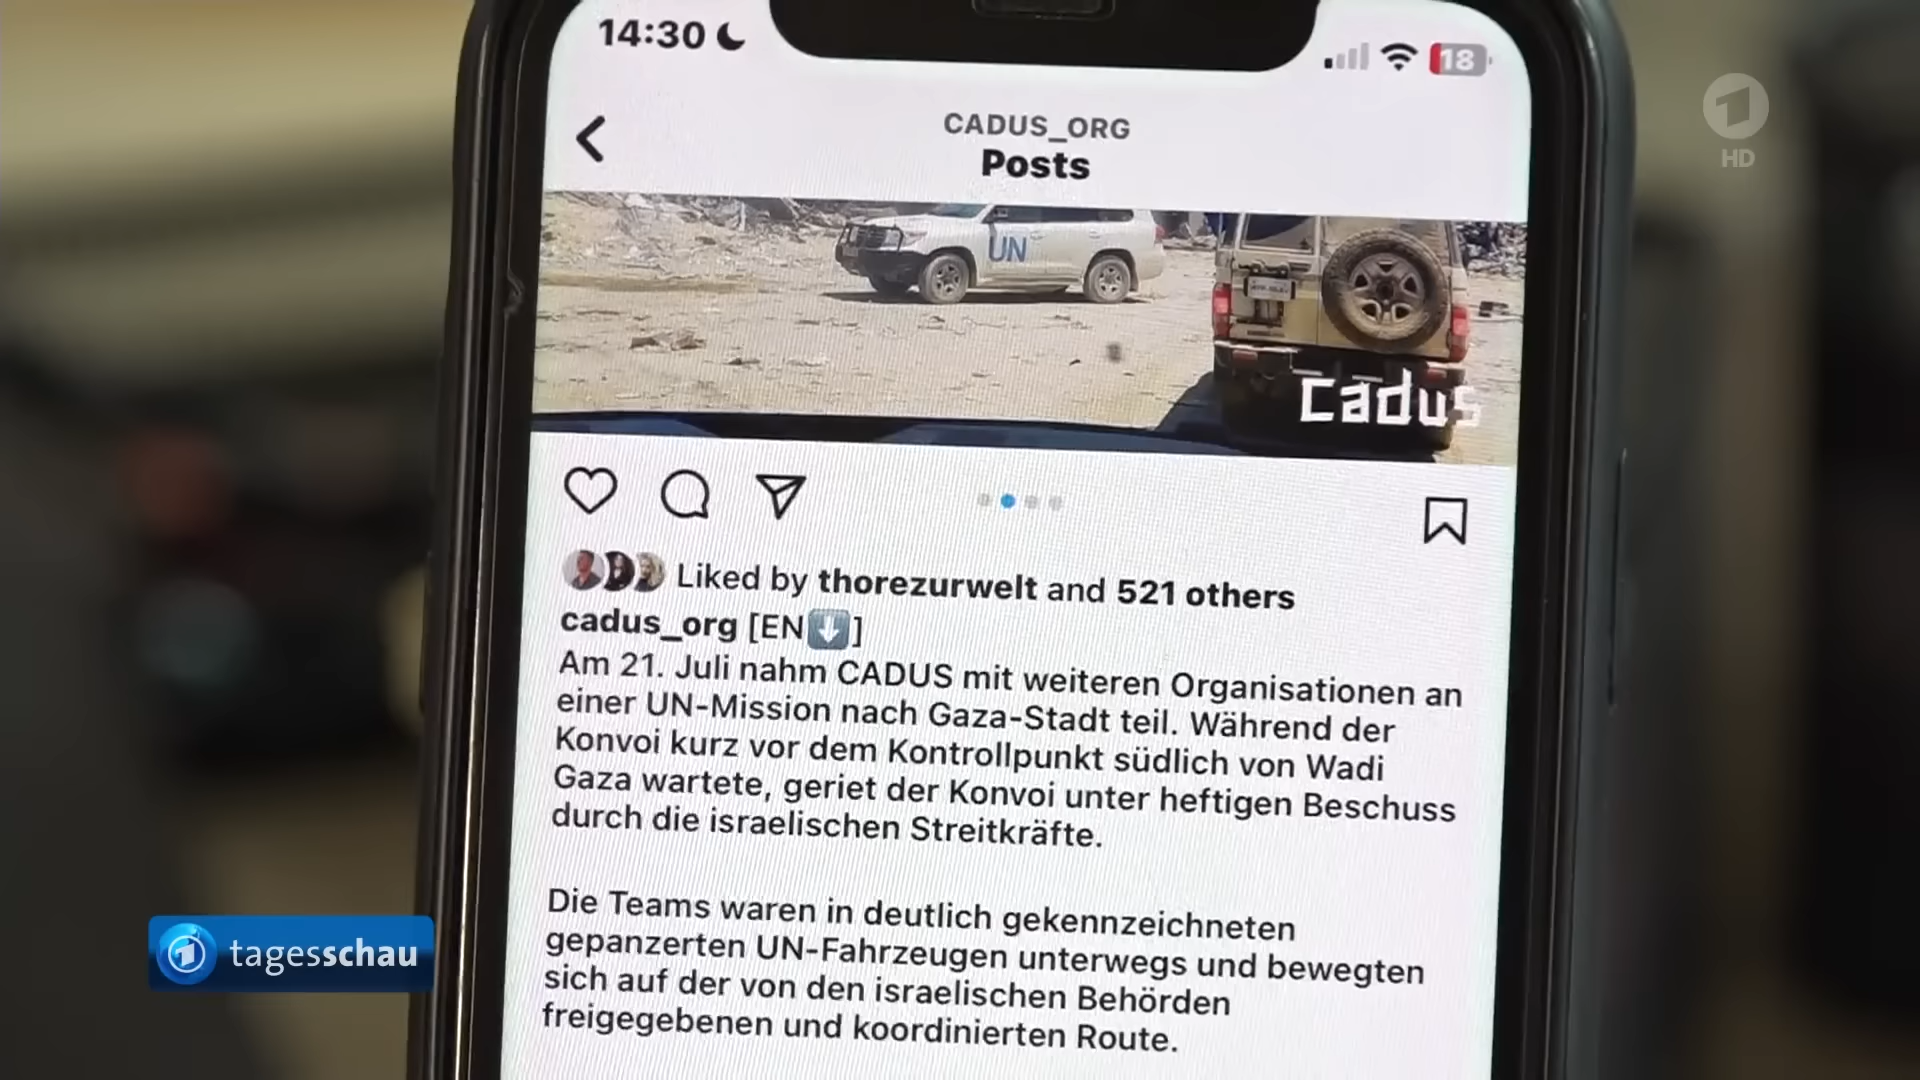 14:30
18
HD
CADUS_ORG
Posts
UN
Cadus
Liked by thorezurwelt and 521 others
cadus_org [EN⬇️]
Am 21. Juli nahm CADUS mit weiteren Organisationen an
einer UN-Mission nach Gaza-Stadt teil. Während der
Konvoi kurz vor dem Kontrollpunkt südlich von Wadi
Gaza wartete, geriet der Konvoi unter heftigen Beschuss
durch die israelischen Streitkräfte.
Die Teams waren in deutlich gekennzeichneten
gepanzerten UN-Fahrzeugen unterwegs und bewegten
sich auf der von den israelischen Behörden
freigegebenen und koordinierten Route.
tagesschau